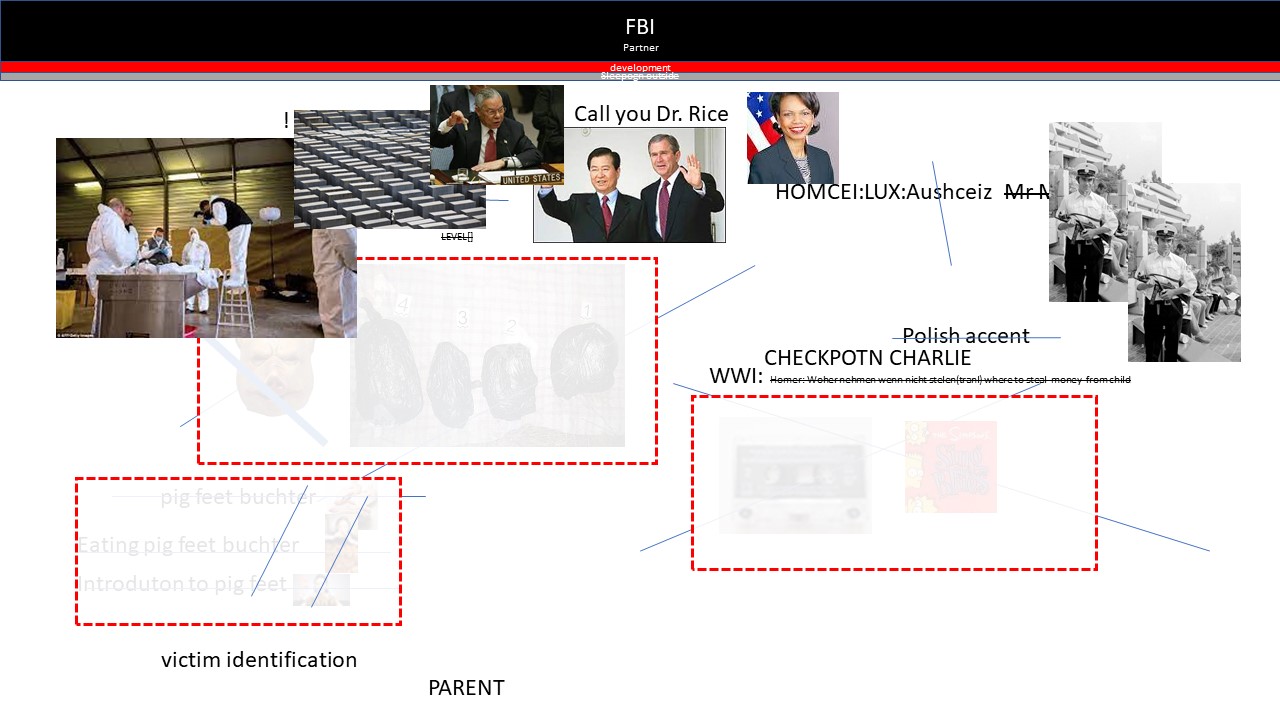 FBI
Partner
development
Sleepogn outside
!
Call you Dr. Rice
UNITED STATES
HOMCEI:LUX:Aushceiz Mr
LEVEL[]
4
3
2
1
Polish accent
CHECKPOTN CHARLIE
WWI: Homer: Woher nehmen wenn nicht stelen(tranl) where to steal money from child
pig feet buchter
Eating pig feet buchter
Introduton to pig feet
victim identification
PARENT